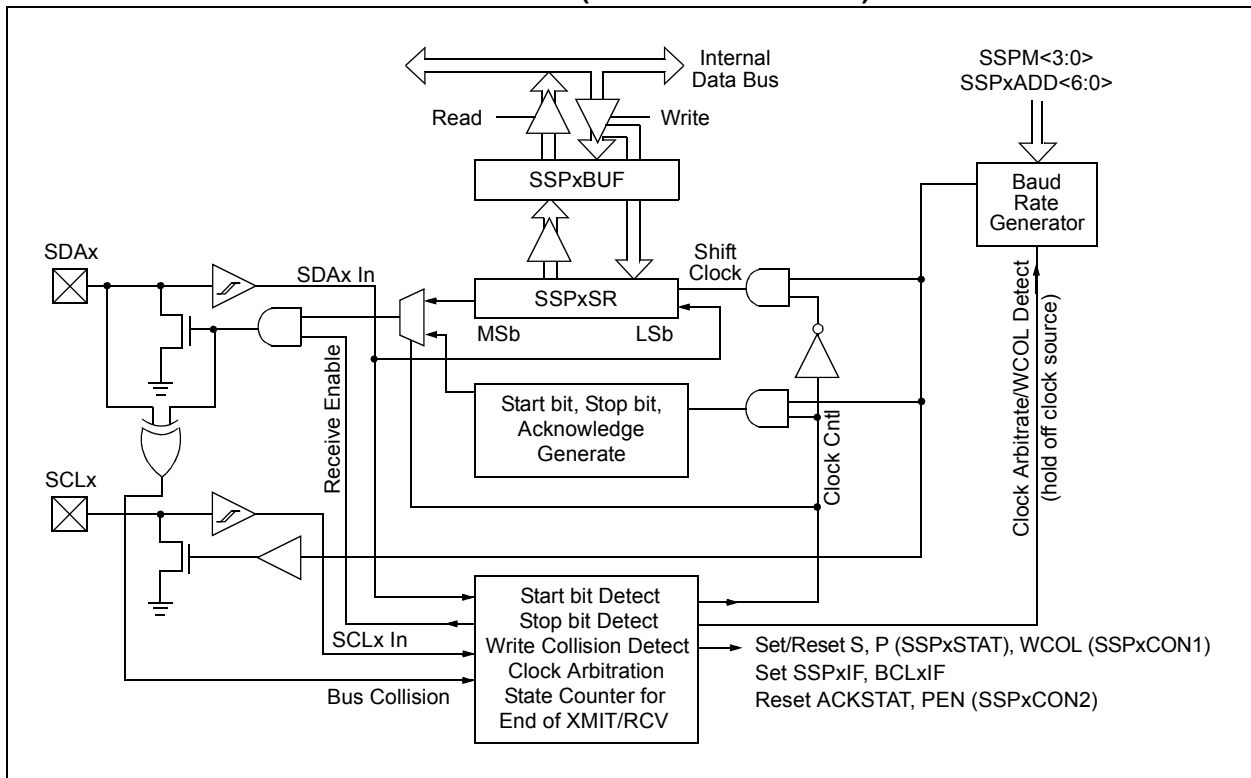 Internal
Data Bus
SSPM<3:0>
SSPxADD<6:0>
Read
Write
SSPxBUF
Baud
Rate
Generator
SDAx
SDAx In
Shift
Clock
SSPxSR
MSb
LSb
Receive Enable
Start bit, Stop bit,
Acknowledge
Generate
Clock Cntl
Clock Arbitrate/WCOL Detect
(hold off clock source)
SCLx
SCLx In
Bus Collision
Start bit Detect
Stop bit Detect
Write Collision Detect
Clock Arbitration
State Counter for
End of XMIT/RCV
Set/Reset S, P (SSPxSTAT), WCOL (SSPxCON1)
Set SSPxIF, BCLxIF
Reset ACKSTAT, PEN (SSPxCON2)